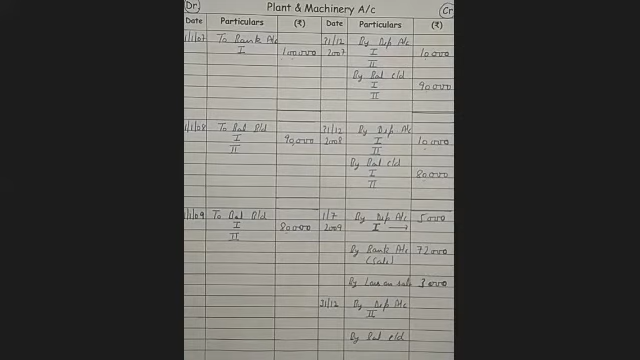 Dr. Plant & Machinery A/c Cr
Date Particulars (₹) Date Particulars (₹)
1/1/07 To Bank A/c 31/12 By Dep A/c
I 100000 2007 I 10000
II
By Bal c/d
I 90000
II
1/1/08 To Bal B/d 31/12 By Dep A/c
I 90000 2008 I 10000
II II
By Bal c/d
I 80000
II
1/1/09 To Bal B/d 1/7 By Dep A/c 5000
I 80000 2009 I →
II
By Bank A/c 72000
(Sale)
By Loss on sale 3000
31/12 By Dep A/c
II
By Bal c/d